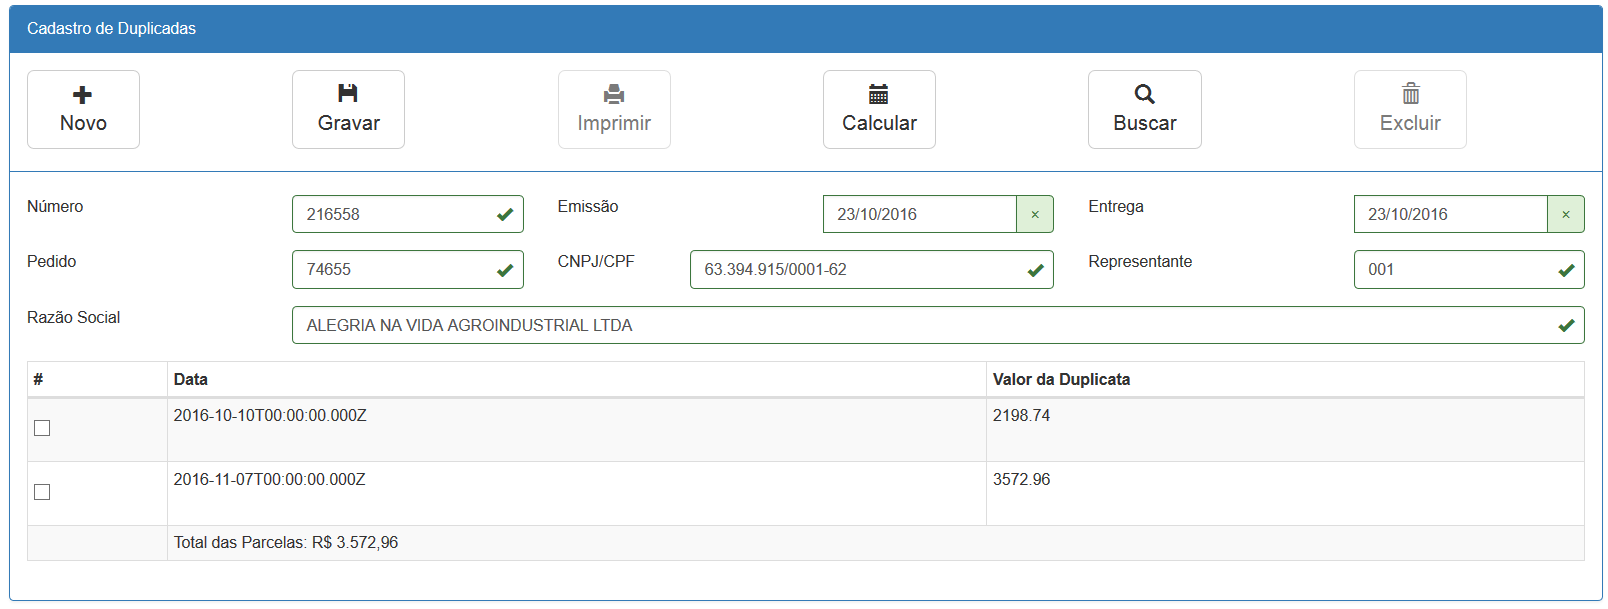 Cadastro de Duplicadas
Novo Gravar Imprimir Calcular Buscar Excluir
Número 216558 Emissão 23/10/2016 × Entrega 23/10/2016 ×
Pedido 74655 CNPJ/CPF 63.394.915/0001-62 Representante 001
Razão Social ALEGRIA NA VIDA AGROINDUSTRIAL LTDA
# Data Valor da Duplicata
2016-10-10T00:00:00.000Z 2198.74
2016-11-07T00:00:00.000Z 3572.96
Total das Parcelas: R$ 3.572,96